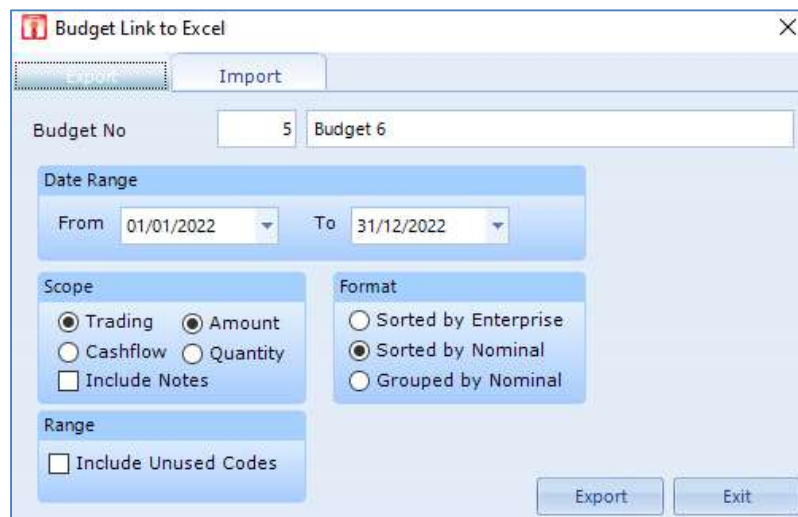 Budget Link to Excel
Export Import
Budget No 5 Budget 6
Date Range
From 01/01/2022 To 31/12/2022
Scope Format
Trading Amount Sorted by Enterprise
Cashflow Quantity Sorted by Nominal
Include Notes Grouped by Nominal
Range
Include Unused Codes
Export Exit